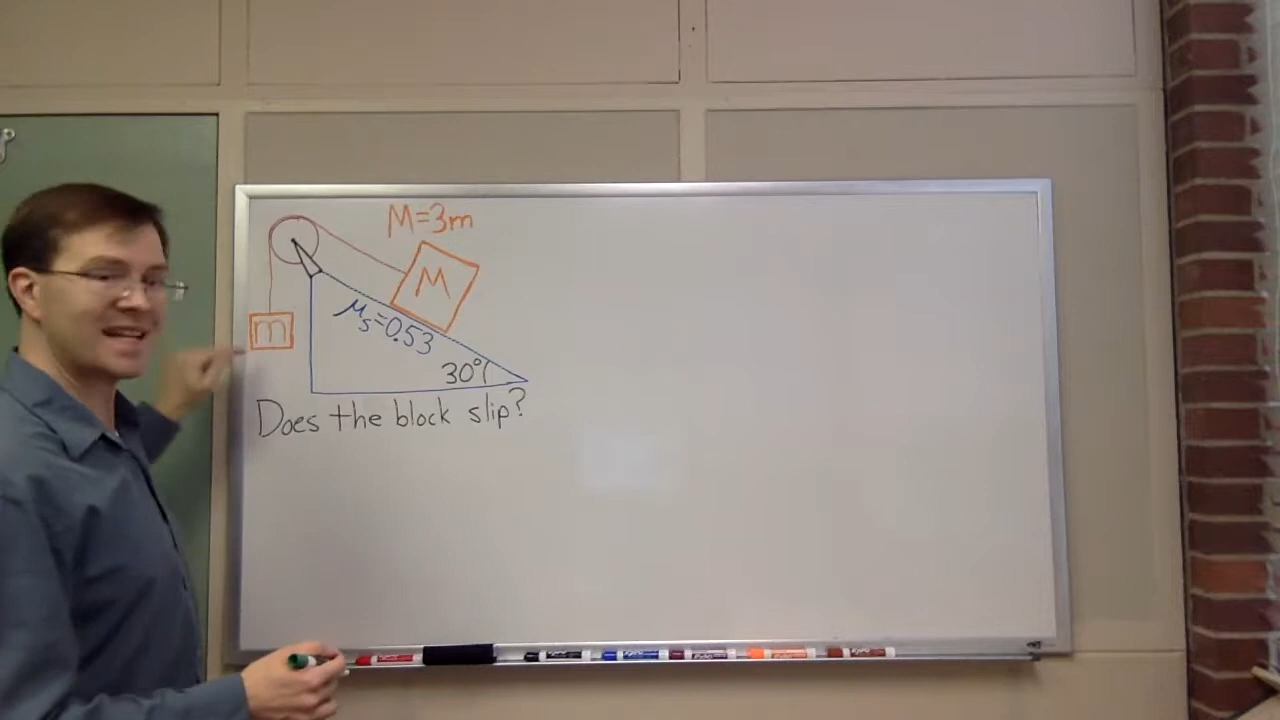 M=3m
M
m
μs=0.53
30°
Does the block slip?